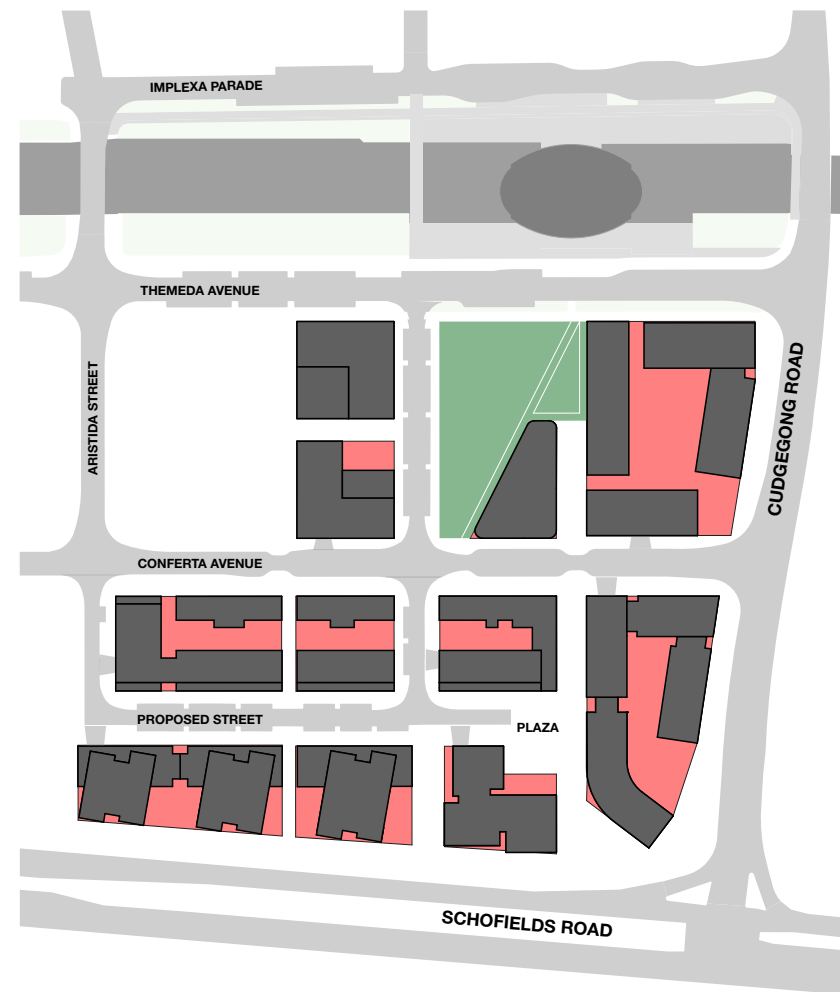 IMPLEXA PARADE
THEMEDA AVENUE
ARISTIDA STREET
CUDGEGONG ROAD
CONFERTA AVENUE
PROPOSED STREET
PLAZA
SCHOFIELDS ROAD